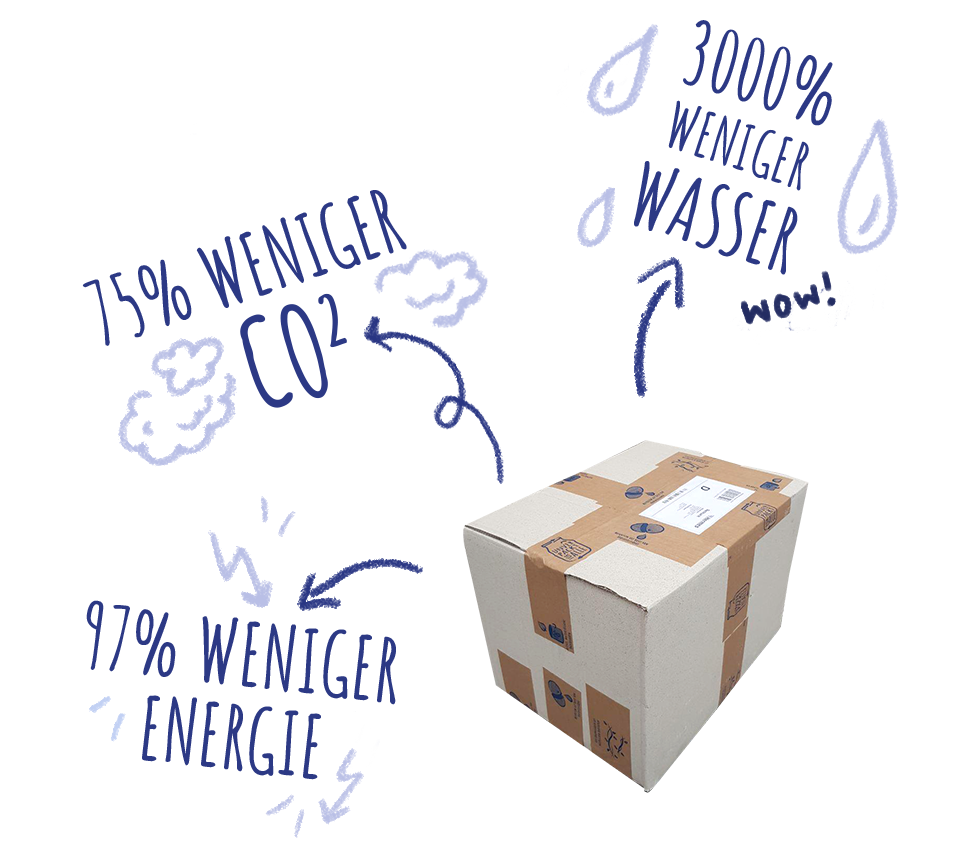 3000%
WENIGER
WASSER
WOW!
75% WENIGER
CO²
97% WENIGER
ENERGIE